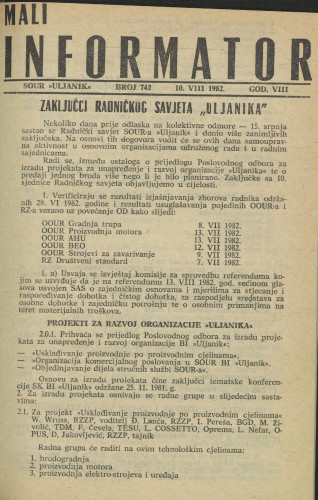 MALI
INFORMATOR
SOUR »ULJANIK« BROJ 742 10. VIII 1982. GOD. VIII
ZAKLJUČCI RADNIČKOG SAVJETA „ULJANIKA"
Nekoliko dana prije odlaska na kolektivne odmore — 15. srpnja
sastao se Radnički savjet SOUR-a »Uljanik« i donio više zanimljivih
zaključaka. Na osnovi tih dogovora vodit će se ovih dana samouprav-
na aktivnost u osnovnim organizacijama udruženog rada i u radnim
zajednicama.
Radi se, između ostaloga o prijedlogu Poslovodnog odbora za
izradu projekata za unapređenje i razvoj organizacije »Uljanika« te o
predaji jednog broda više nego li je bilo planirano. Zaključke sa 10.
sjednice Radničkog savjeta objavljujemo u cijelosti.
1. Verificiraju se rezultati izjašnjavanja zborova radnika održa-
nih 29. VI 1982. godine i rezultati usuglašavanja pojedinih OOUR-a i
RZ-a vezano uz povećanje OD kako slijedi:
OOUR Gradnja trupa 8. VII 1982.
OOUR Proizvodnja motora 13. VII 1982.
OOUR AHU 13. VII 1982.
OOUR BEO 12. VII 1982.
OOUR Strojevi za zavarivanje 9. VII 1982.
RZ Društveni standard 7. VII 1982.
1. a) Usvaja se izvještaj komisije za sprovedbu referenduma ko-
jim se utvrđuje da je na referendumu 13. VIII 1982. god. većinom gla-
sova usvojen SAS o zajedničkim osnovama i mjerilima za stjecanje i
raspoređivanje dohotka i čistog dohotka, za raspodjelu sredstava za
osobne dohotke i zajedničku potrošnju te o osobnim primanjima na
teret materijalnih troškova.
PROJEKTI ZA RAZVOJ ORGANIZACIJE »ULJANIKA«
2.0.1. Prihvaća se prijedlog Poslovodnog odbora za izradu proje-
kata za unapređenje i razvoj organizacije BI »Uljanik«:
— »Usklađivanje proizvodnje po proizvodnim cjelinama«,
— »Organizacija komercijalnog poslovanja u SOUR BI »Uljanik«.
— »Objedinjavanje dijela stručnih službi SOUR-a«.
Osnovu za izradu projekata čine zaključci tematske konferen-
cije SK BI »Uljanik« održane 25. 11. 1981. g.
2. Za izradu projekata osnivaju se radne grupe u slijedećim sasta-
vima:
2.1. Za projekt »Usklađivanje proizvodnje po proizvodnim cjelinama«
W. Wruss, RZZP, voditelj Đ. Lanča, RZZP, I. Pereša, BGD, M. Ži-
volić, TDM, F. Čevela, TESU, L. COSSETTO, Oprema, L. Nefat, O-
PUS, D. Jakovljević, RZZP, tajnik
Radna grupa će raditi na ovim tehnološkim cjelinama:
1. brodogradnja
2. proizvodnja motora
3. proizvodnja elektro-strojeva i uređaja